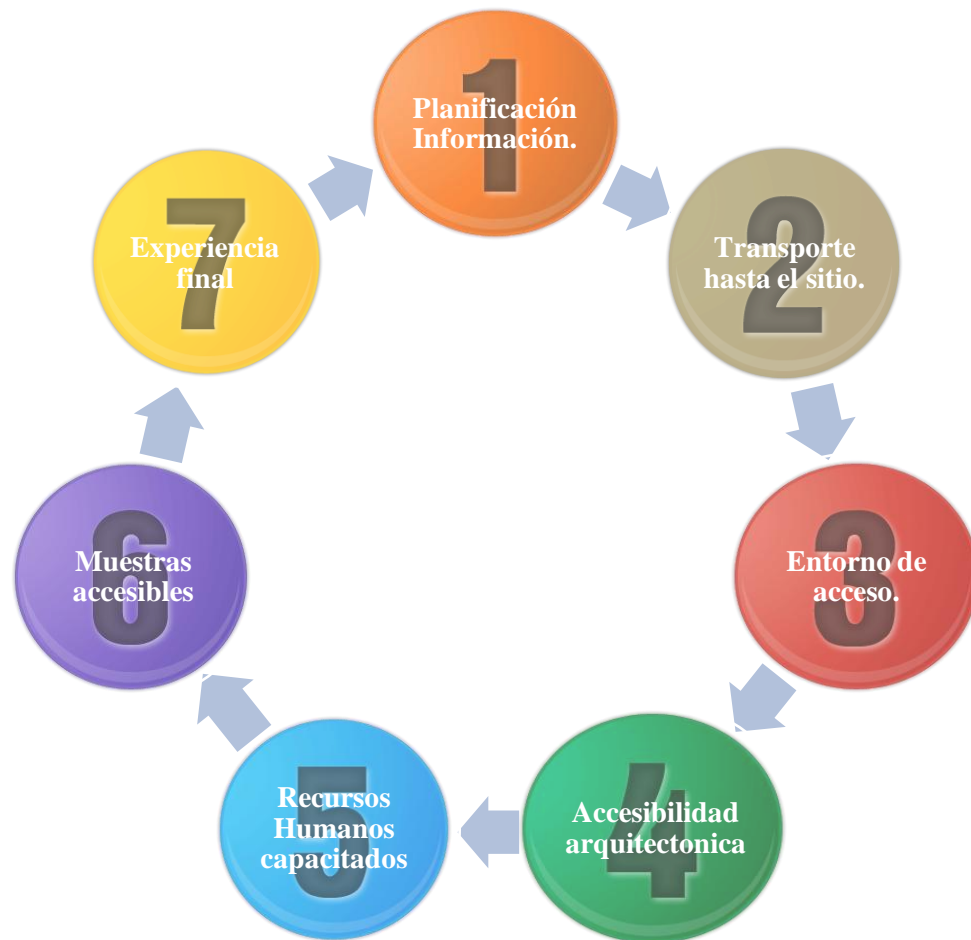 1
Planificación
Información.
2
Transporte
hasta el sitio.
3
Entorno de
acceso.
4
Accesibilidad
arquitectonica
5
Recursos
Humanos
capacitados
6
Muestras
accesibles
7
Experiencia
final